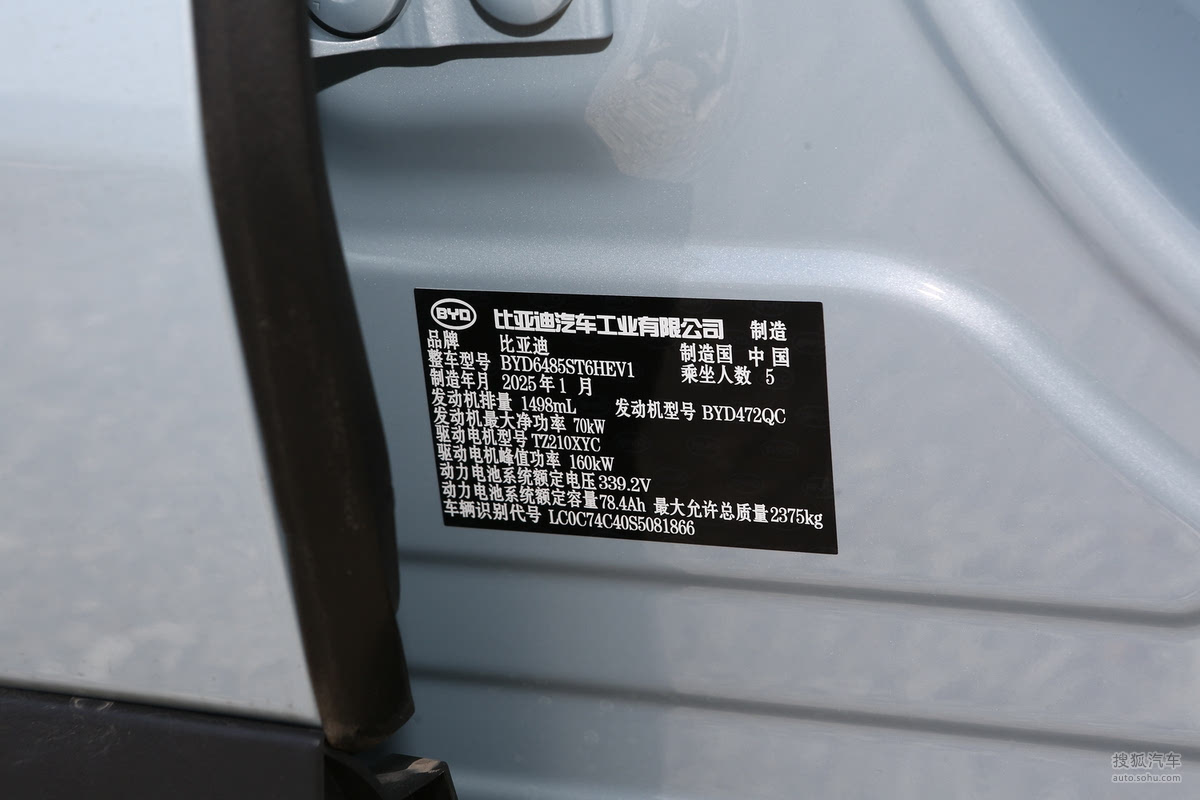 BYD 比亚迪汽车工业有限公司 制造
品牌 比亚迪 制造国 中国
整车型号 BYD6485ST6HEV1 乘坐人数 5
制造年月 2025年1月
发动机排量 1498mL 发动机型号 BYD472QC
发动机最大净功率 70kW
驱动电机型号 TZ210XYC
驱动电机峰值功率 160kW
动力电池系统额定电压 339.2V
动力电池系统额定容量 78.4Ah 最大允许总质量 2375kg
车辆识别代号 LC0C74C40S5081866
搜狐汽车
auto.sohu.com